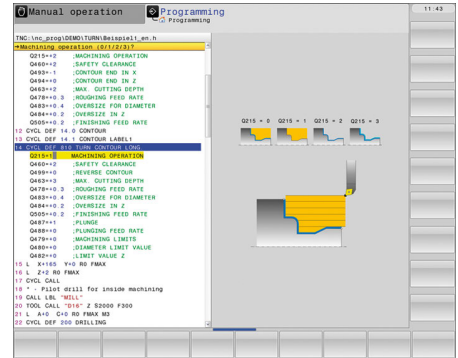 Manual operation
Programming
Programming
11:43
TNC:\nc_prog\DEMO\TURN\Beispiel1_en.h
→Machining operation (0/1/2/3)?
Q215=+2 ;MACHINING OPERATION
Q460=+2 ;SAFETY CLEARANCE
Q493=-1 ;CONTOUR END IN X
Q494=+0 ;CONTOUR END IN Z
Q463=+2 ;MAX. CUTTING DEPTH
Q478=+0.3 ;ROUGHING FEED RATE
Q483=+0.4 ;OVERSIZE FOR DIAMETER
Q484=+0.2 ;OVERSIZE IN Z
Q505=+0.2 ;FINISHING FEED RATE
12 CYCL DEF 14.0 CONTOUR
13 CYCL DEF 14.1 CONTOUR LABEL1
14 CYCL DEF 810 TURN CONTOUR LONG
Q215=+1 ;MACHINING OPERATION
Q460=+2 ;SAFETY CLEARANCE
Q499=+0 ;REVERSE CONTOUR
Q463=+3 ;MAX. CUTTING DEPTH
Q478=+0.3 ;ROUGHING FEED RATE
Q483=+0.4 ;OVERSIZE FOR DIAMETER
Q484=+0.2 ;OVERSIZE IN Z
Q505=+0.2 ;FINISHING FEED RATE
Q487=+1 ;PLUNGE
Q488=+0 ;PLUNGING FEED RATE
Q479=+0 ;MACHINING LIMITS
Q480=+0 ;DIAMETER LIMIT VALUE
Q482=+0 ;LIMIT VALUE Z
15 L X+165 Y+0 R0 FMAX
16 L Z+2 R0 FMAX
17 CYCL CALL
18 * - Pilot drill for inside machining
19 CALL LBL "MILL"
20 TOOL CALL "D16" Z S2000 F300
21 L A+0 C+0 R0 FMAX M3
22 CYCL DEF 200 DRILLING
Q215 = 0 Q215 = 1 Q215 = 2 Q215 = 3